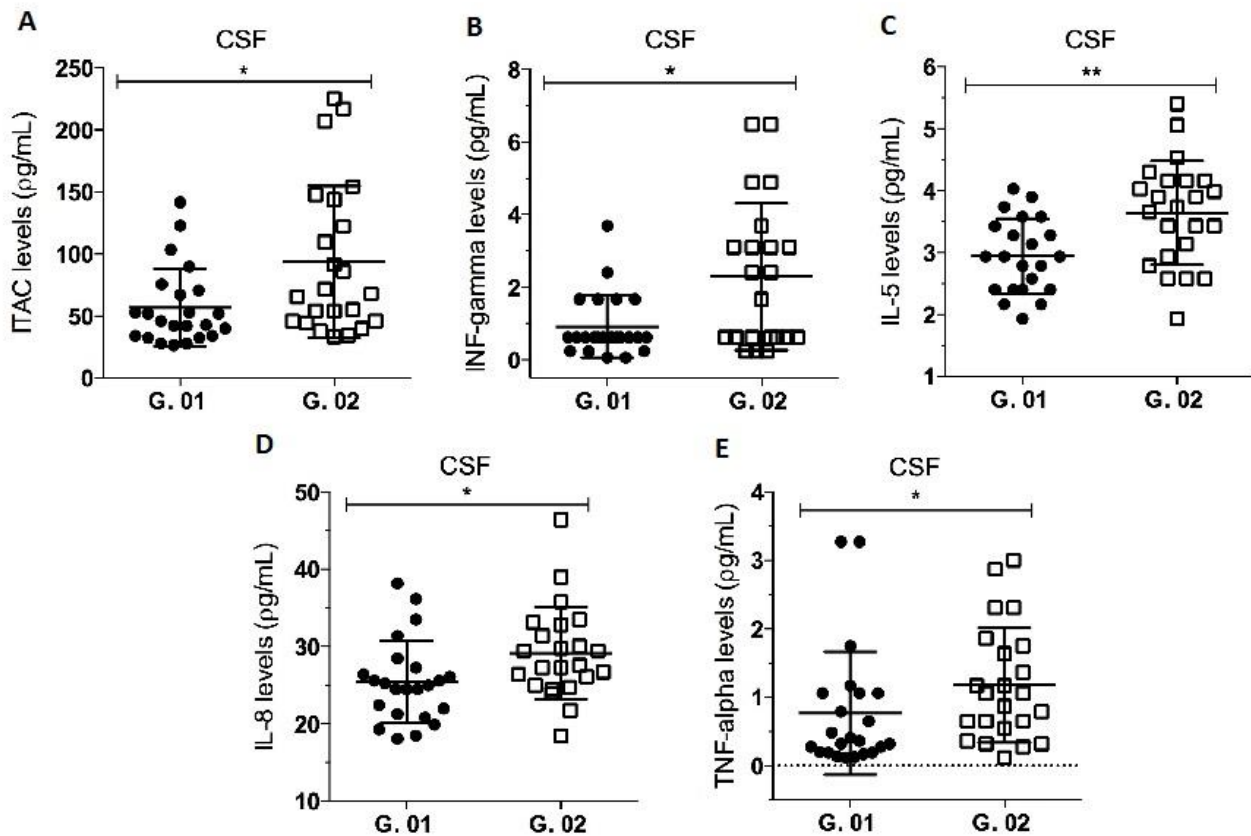 A
CSF
*
ITAC levels (ρg/mL)
250
200
150
100
50
0
G. 01
G. 02
B
CSF
*
INF-gamma levels (ρg/mL)
8
6
4
2
0
G. 01
G. 02
C
CSF
**
IL-5 levels (ρg/mL)
6
5
4
3
2
1
G. 01
G. 02
D
CSF
*
IL-8 levels (ρg/mL)
50
40
30
20
10
G. 01
G. 02
E
CSF
*
TNF-alpha levels (ρg/mL)
4
3
2
1
0
G. 01
G. 02